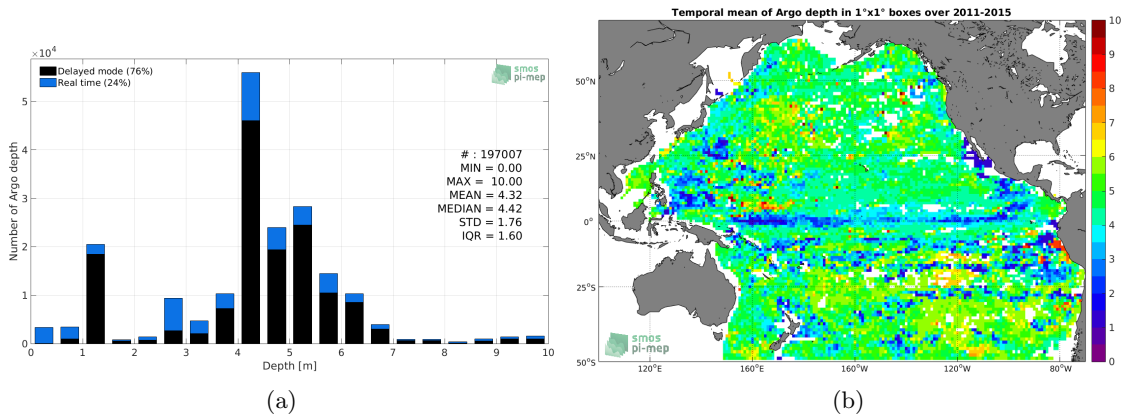 ×10⁴
5
4
3
2
1
0
Number of Argo depth
Delayed mode (76%)
Real time (24%)
smos
pi-mep
# : 197007
MIN = 0.00
MAX = 10.00
MEAN = 4.32
MEDIAN = 4.42
STD = 1.76
IQR = 1.60
0 1 2 3 4 5 6 7 8 9 10
Depth [m]
(a)
Temporal mean of Argo depth in 1°x1° boxes over 2011-2015
50°N
25°N
0°
25°S
50°S
120°E 160°E 160°W 120°W 80°W
smos
pi-mep
10
9
8
7
6
5
4
3
2
1
0
(b)